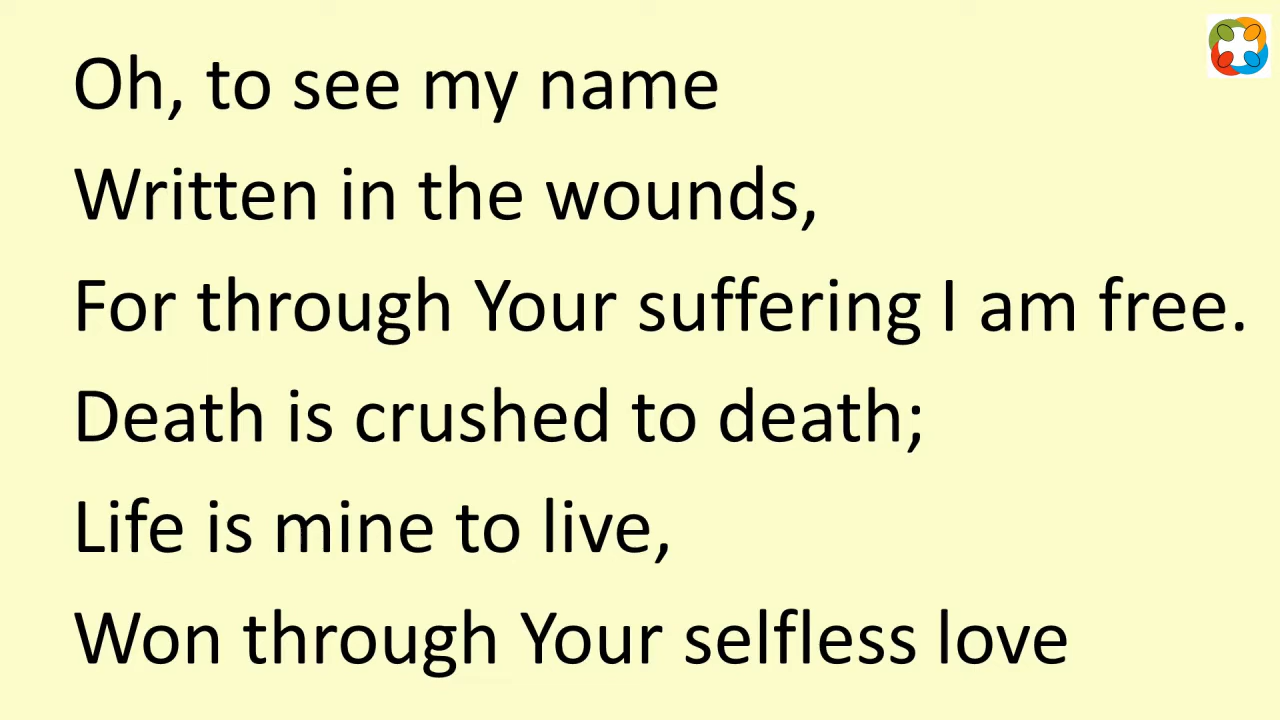 Oh, to see my name
Written in the wounds,
For through Your suffering I am free.
Death is crushed to death;
Life is mine to live,
Won through Your selfless love